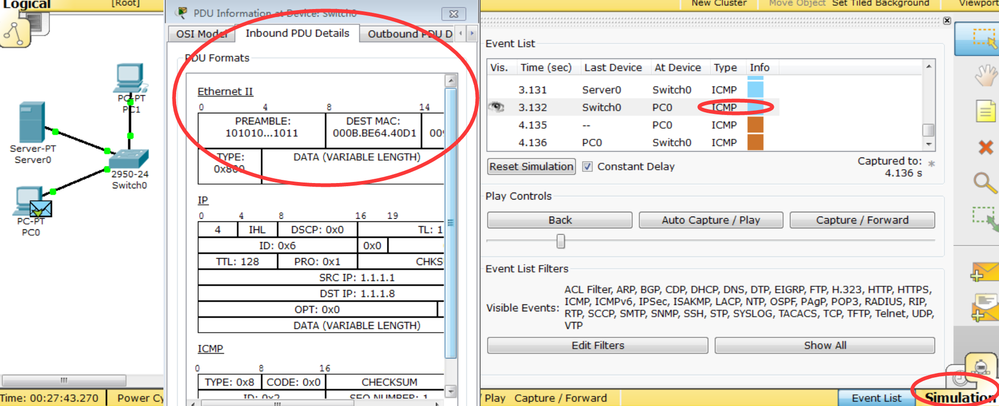 Logical
[Root]
New Cluster
Move Object
Set Tiled Background
Viewport
PC-PT
PC1
Server-PT
Server0
2950-24
Switch0
PC-PT
PC0
Time: 00:27:43.270
Power Cy
PDU Information at Device: Switch0
OSI Model
Inbound PDU Details
Outbound PDU D
PDU Formats
Ethernet II
0 4 8 14
PREAMBLE: DEST MAC:
101010...1011 000B.BE64.40D1 00
TYPE: DATA (VARIABLE LENGTH)
0x800
IP
0 4 8 16 19
4 IHL DSCP: 0x0 TL: 1
ID: 0x6 0x0
TTL: 128 PRO: 0x1 CHKS
SRC IP: 1.1.1.1
DST IP: 1.1.1.8
OPT: 0x0
DATA (VARIABLE LENGTH)
ICMP
0 8 16
TYPE: 0x8 CODE: 0x0 CHECKSUM
ID: 0x2 SEQ NUMBER: 1
Event List
Vis. Time (sec) Last Device At Device Type Info
3.131 Server0 Switch0 ICMP
3.132 Switch0 PC0 ICMP
4.135 -- PC0 ICMP
4.136 PC0 Switch0 ICMP
Reset Simulation
Constant Delay
Captured to: *
4.136 s
Play Controls
Back
Auto Capture / Play
Capture / Forward
Event List Filters
Visible Events:
ACL Filter, ARP, BGP, CDP, DHCP, DNS, DTP, EIGRP, FTP, H.323, HTTP, HTTPS,
ICMP, ICMPv6, IPSec, ISAKMP, LACP, NTP, OSPF, PAgP, POP3, RADIUS, RIP,
RTP, SCCP, SMTP, SNMP, SSH, STP, SYSLOG, TACACS, TCP, TFTP, Telnet, UDP,
VTP
Edit Filters
Show All
/ Play
Capture / Forward
Event List
Simulation